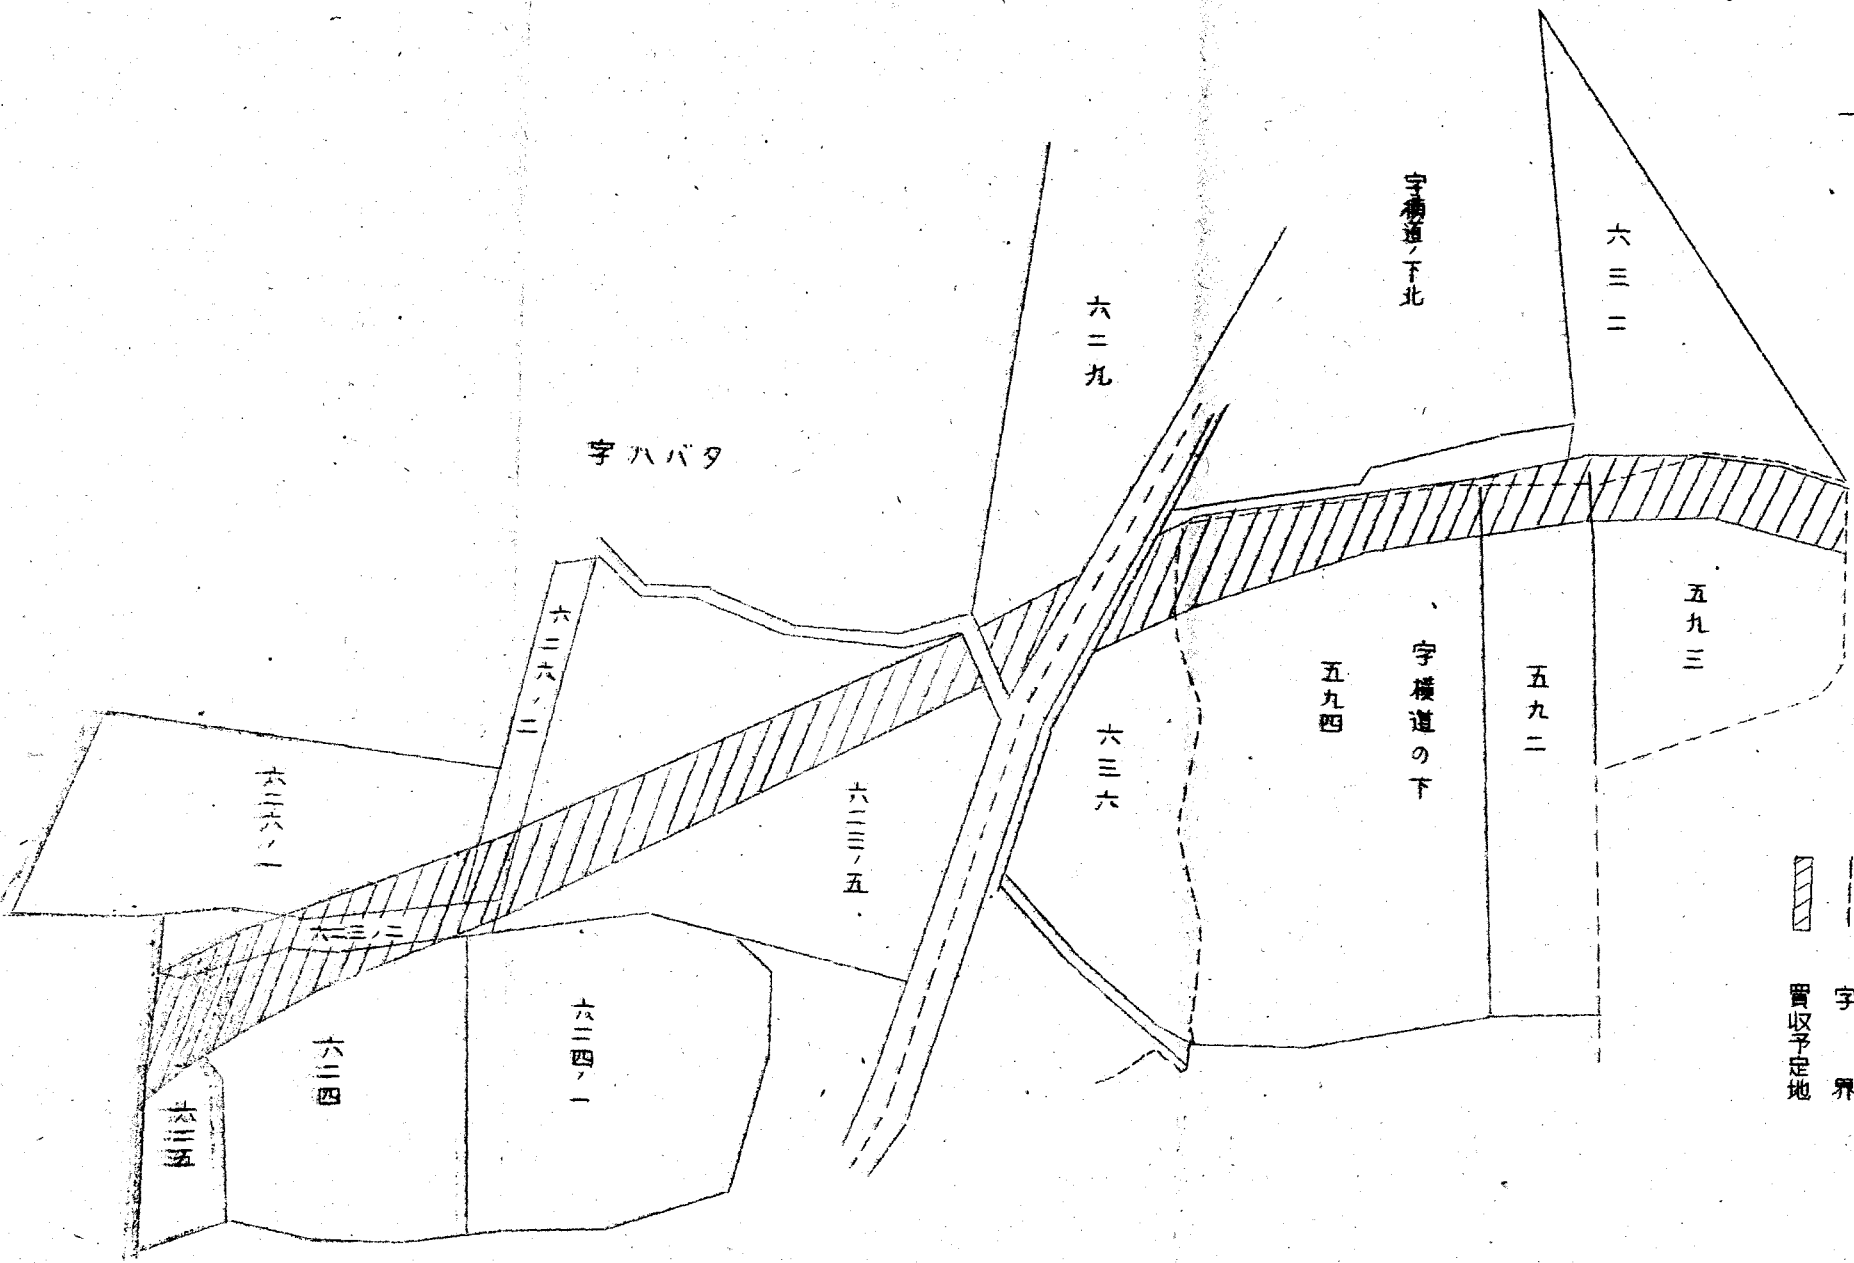 字横道ノ下北
六三二
六二九
字ハバタ
六二六ノ二
六二六ノ一
六二三ノ五
六二三ノ二
六二四
六二四ノ一
六二五
六三六
五九四
字横道の下
五九二
五九三
字界
買収予定地